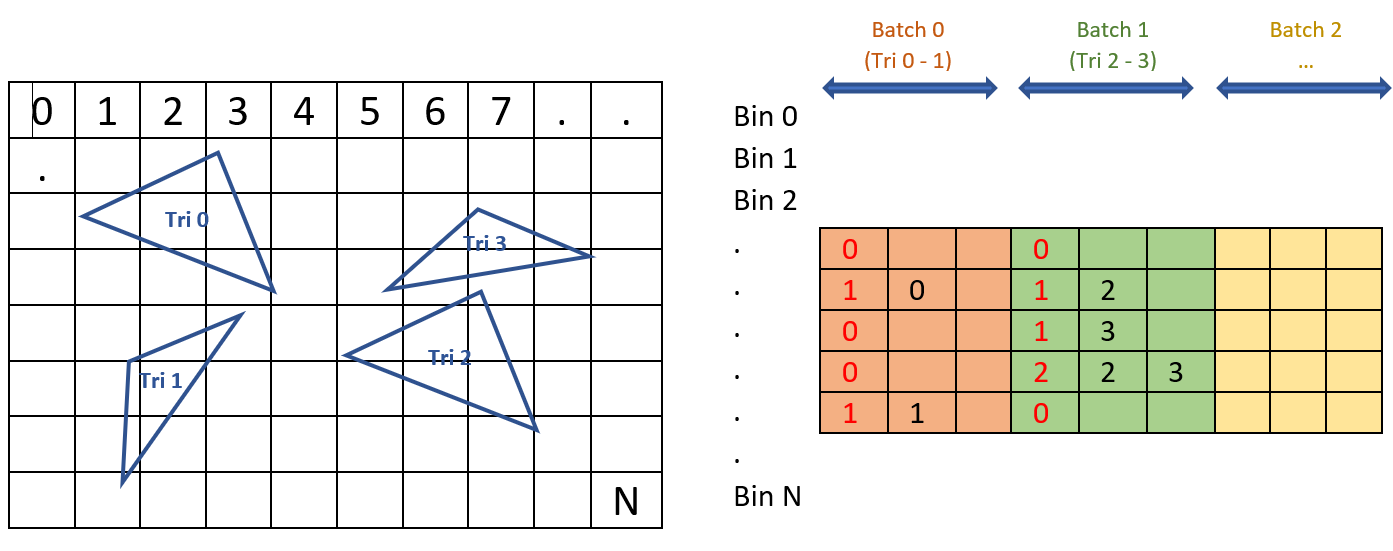 0 1 2 3 4 5 6 7 . .
.
Tri 0
Tri 3
Tri 2
Tri 1
N
Batch 0
(Tri 0 - 1)
Batch 1
(Tri 2 - 3)
Batch 2
...
Bin 0
Bin 1
Bin 2
. 0 0
. 1 0 1 2
. 0 1 3
. 0 2 2 3
. 1 1 0
.
Bin N